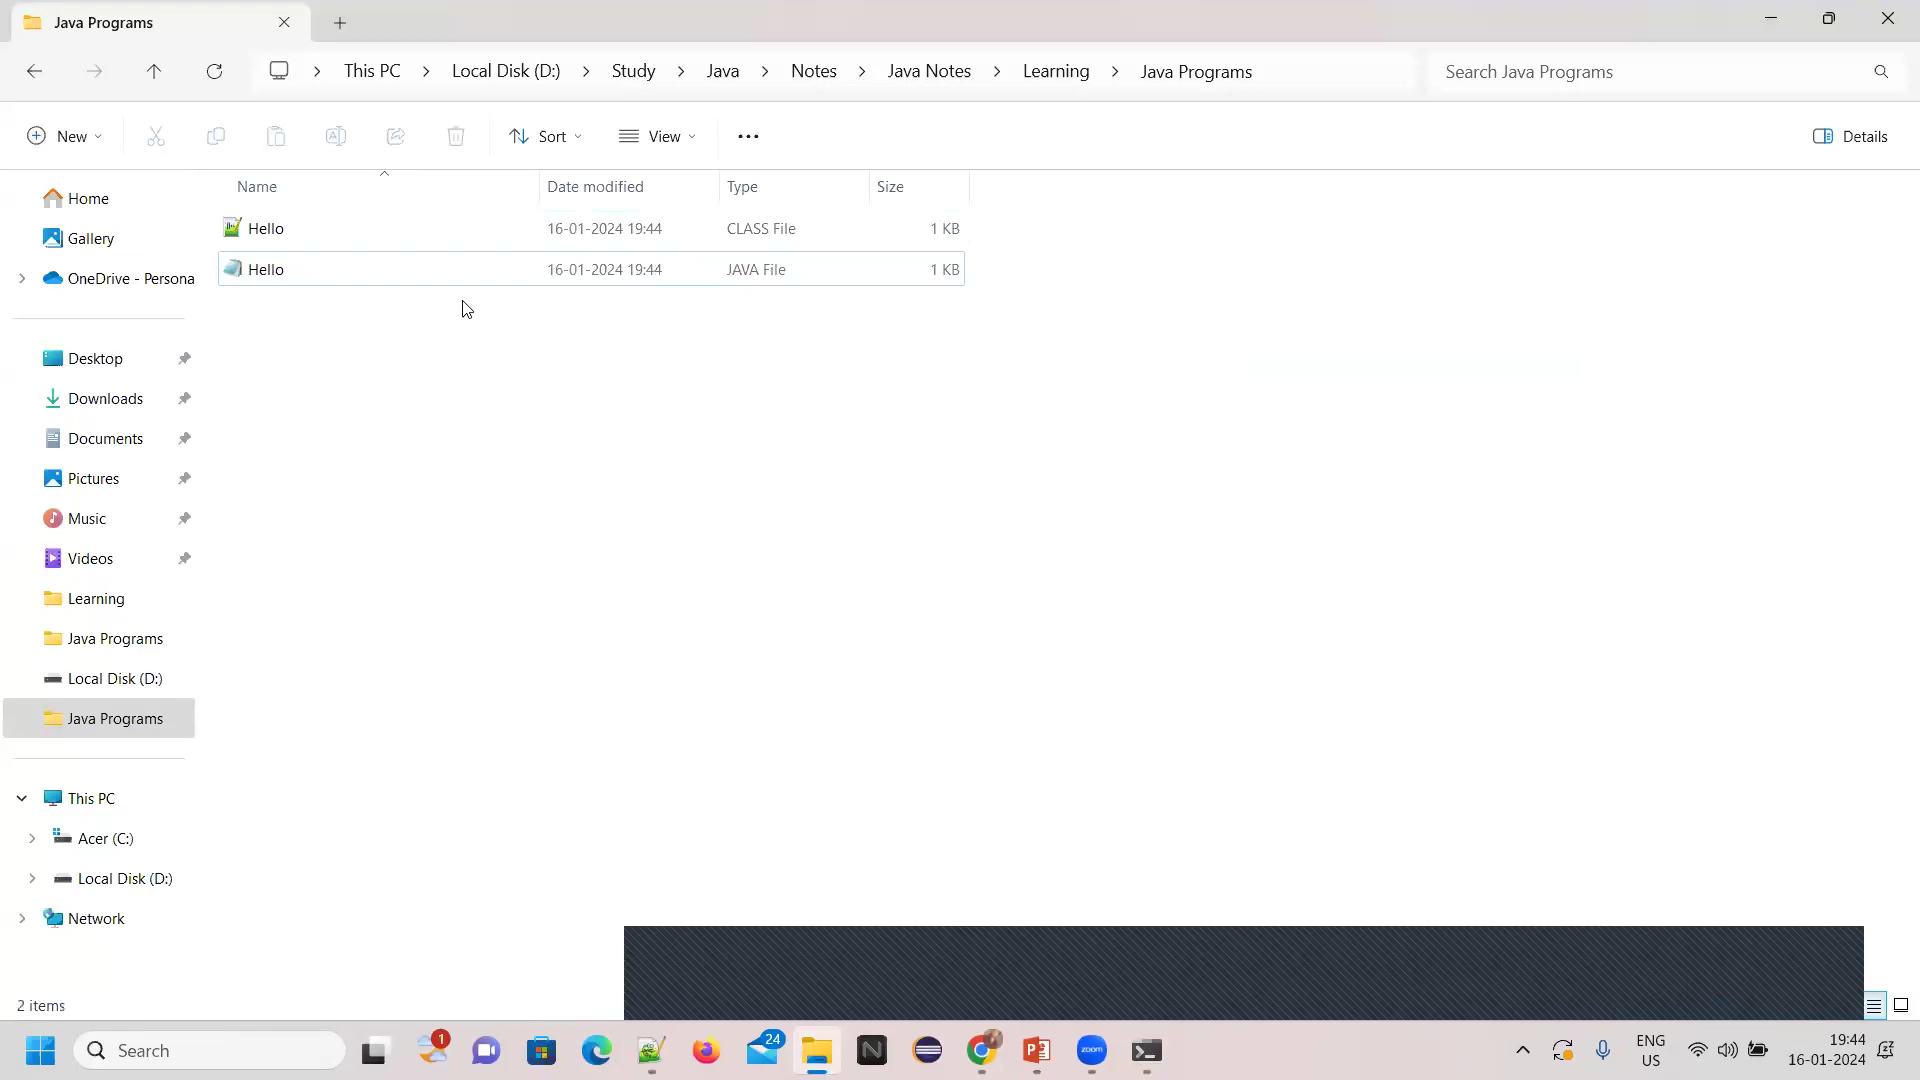 Java Programs
This PC > Local Disk (D:) > Study > Java > Notes > Java Notes > Learning > Java Programs
Search Java Programs
New
Sort
View
Details
Name Date modified Type Size
Hello 16-01-2024 19:44 CLASS File 1 KB
Hello 16-01-2024 19:44 JAVA File 1 KB
Home
Gallery
OneDrive - Persona
Desktop
Downloads
Documents
Pictures
Music
Videos
Learning
Java Programs
Local Disk (D:)
Java Programs
This PC
Acer (C:)
Local Disk (D:)
Network
2 items
Search
1
24
zoom
ENG
US
19:44
16-01-2024